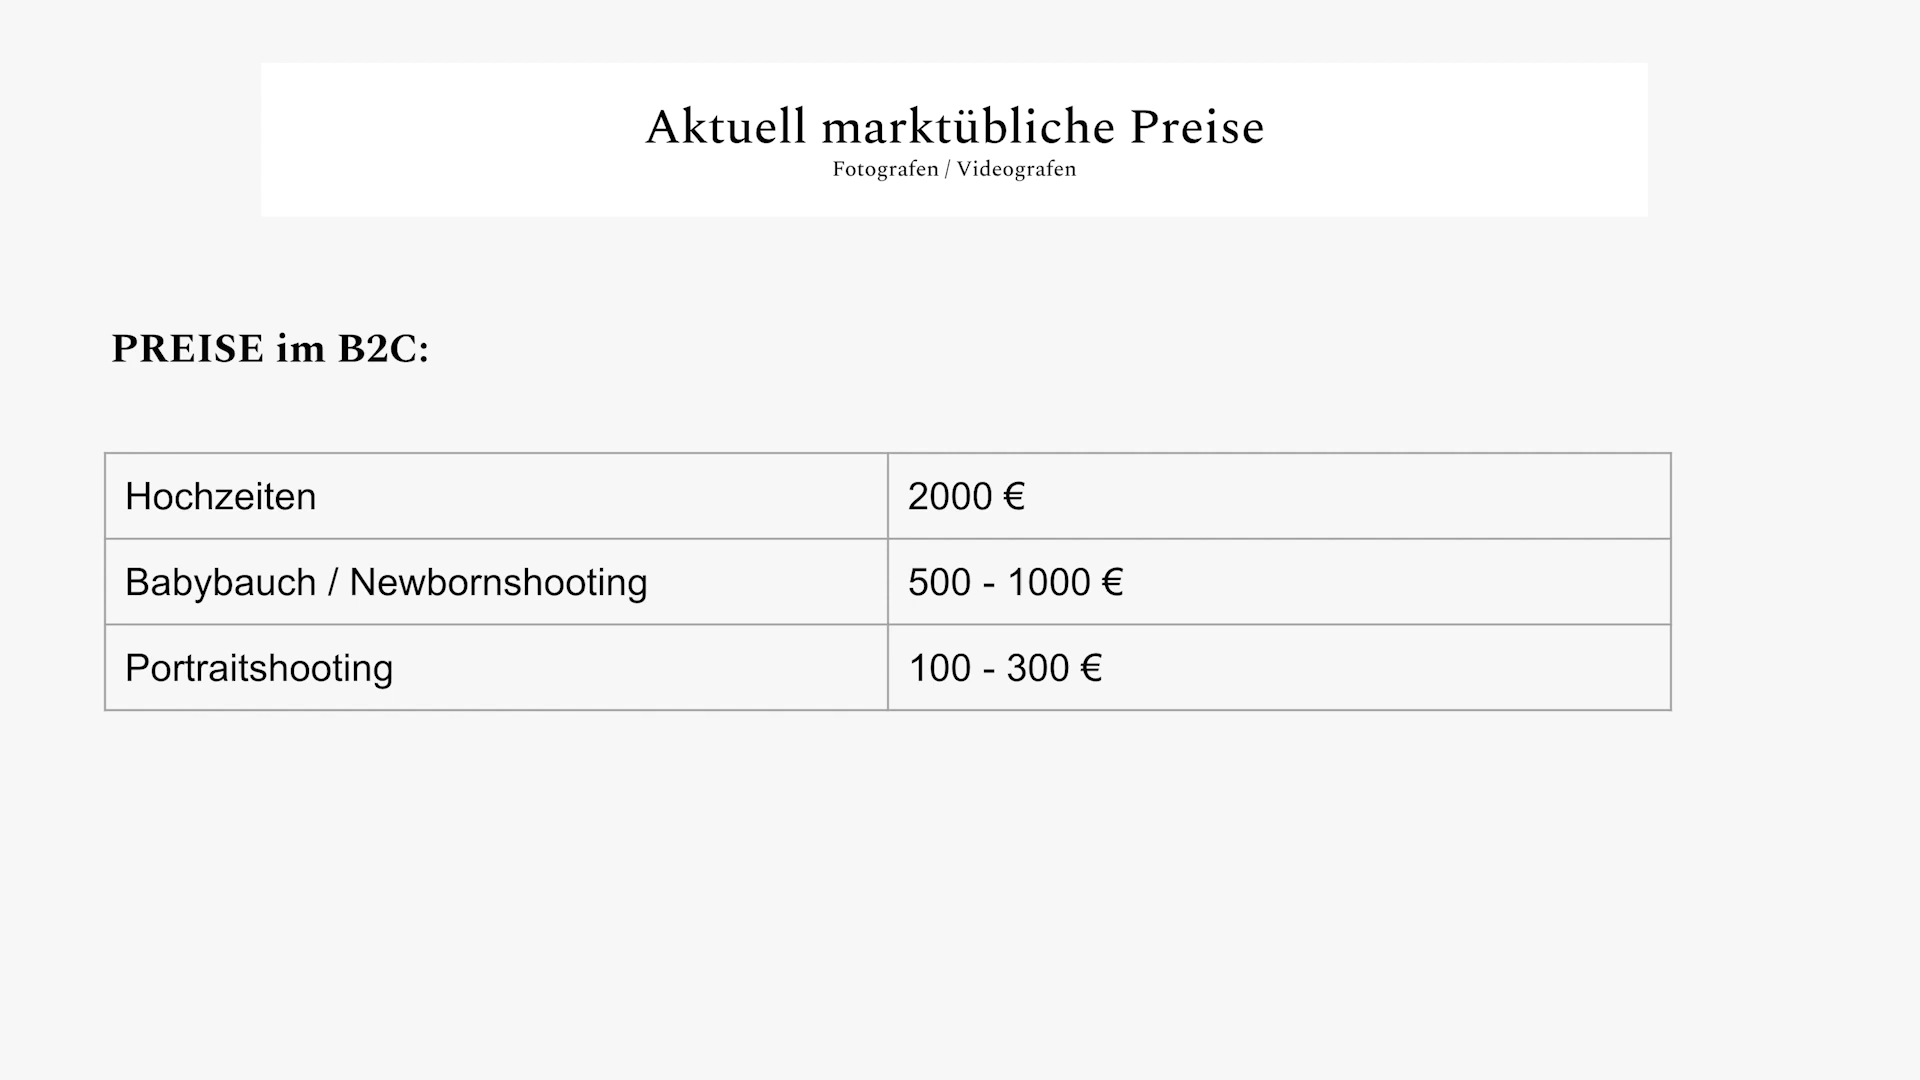 Aktuell marktübliche Preise
Fotografen / Videografen
PREISE im B2C:
Hochzeiten 2000 €
Babybauch / Newbornshooting 500 - 1000 €
Portraitshooting 100 - 300 €